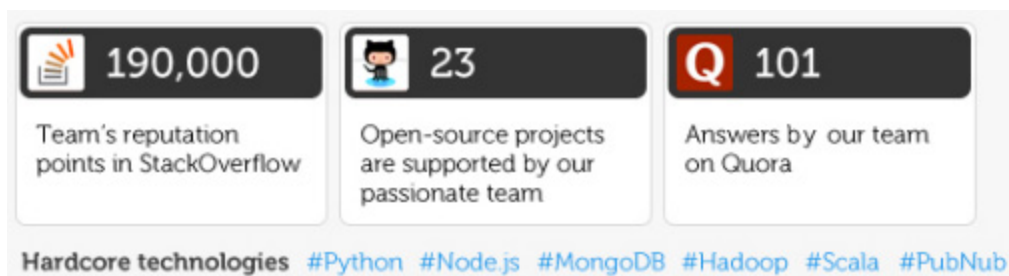 190,000
Team's reputation
points in StackOverflow
23
Open-source projects
are supported by our
passionate team
Q 101
Answers by our team
on Quora
Hardcore technologies #Python #Node.js #MongoDB #Hadoop #Scala #PubNub